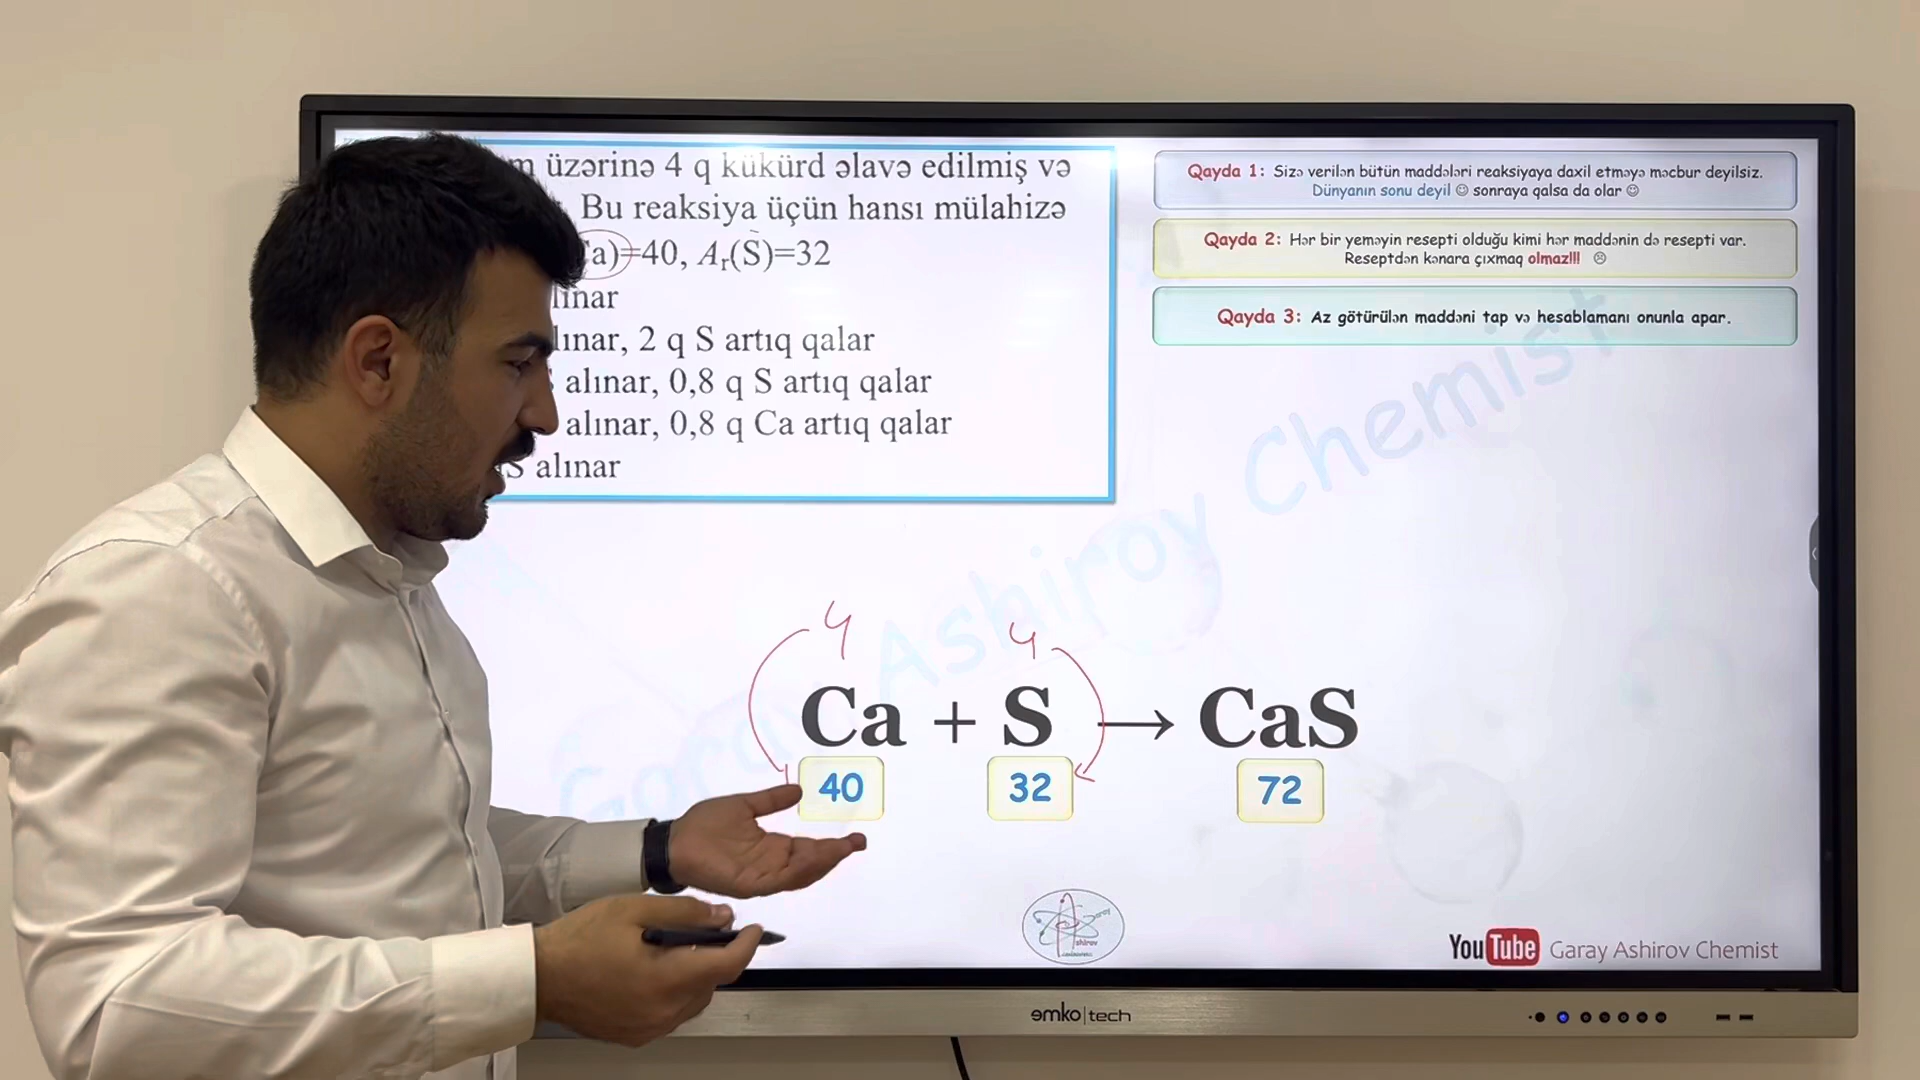 üzərinə 4 q kükürd əlavə edilmiş və
Bu reaksiya üçün hansı mülahizə
a)=40, Aᵣ(S)=32
alınar, 2 q S artıq qalar
alınar, 0,8 q S artıq qalar
alınar, 0,8 q Ca artıq qalar
S alınar
Qayda 1: Sizə verilən bütün maddələri reaksiyaya daxil etməyə məcbur deyilsiz.
Dünyanın sonu deyil ☺ sonraya qalsa da olar ☺
Qayda 2: Hər bir yeməyin resepti olduğu kimi hər maddənin də resepti var.
Reseptdən kənara çıxmaq olmaz!!! ☹
Qayda 3: Az götürülən maddəni tap və hesablamanı onunla apar.
4 4
Ca + S → CaS
40 32 72
Garay Ashirov Chemist
YouTube Garay Ashirov Chemist
emko|tech